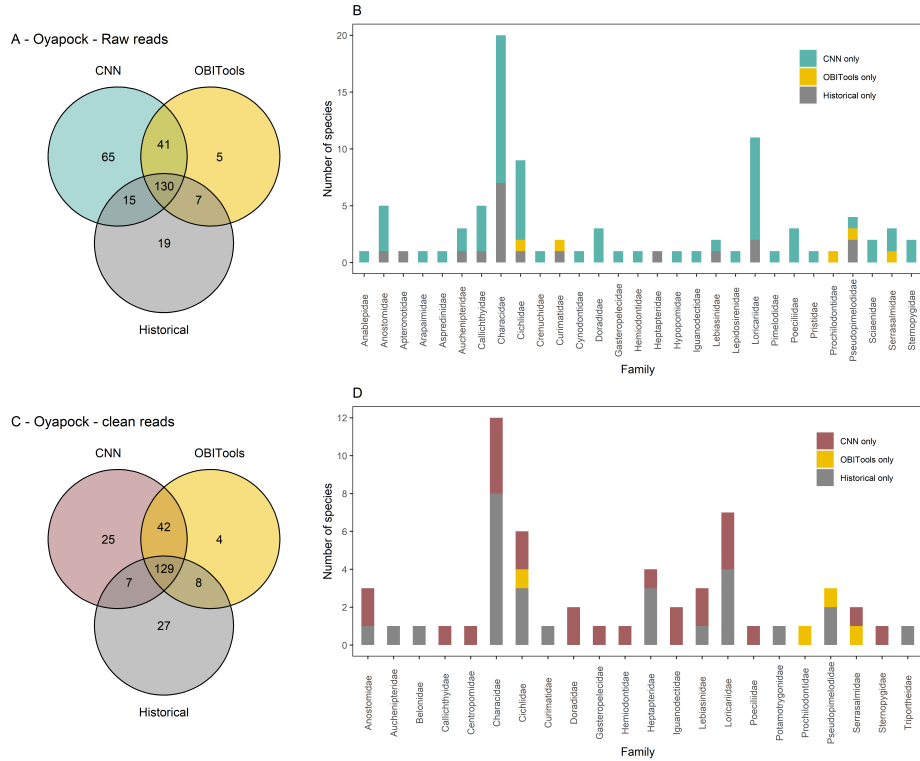 A - Oyapock - Raw reads
CNN
OBITools
65
41
5
130
15
7
19
Historical
B
Number of species
20
15
10
5
0
CNN only
OBITools only
Historical only
Anablepidae
Anostomidae
Apteronotidae
Arapaimidae
Aspredinidae
Auchenipteridae
Callichthyidae
Characidae
Cichlidae
Crenuchidae
Curimatidae
Cynodontidae
Doradidae
Gasteropelecidae
Hemiodontidae
Heptapteridae
Hypopomidae
Iguanodectidae
Lebiasinidae
Lepidosirenidae
Loricariidae
Pimelodidae
Poeciliidae
Pristidae
Prochilodontidae
Pseudopimelodidae
Sciaenidae
Serrasalmidae
Sternopygidae
Family
C - Oyapock - clean reads
CNN
OBITools
25
42
4
129
7
8
27
Historical
D
Number of species
12
10
8
6
4
2
0
CNN only
OBITools only
Historical only
Anostomidae
Auchenipteridae
Belonidae
Callichthyidae
Centropomidae
Characidae
Cichlidae
Curimatidae
Doradidae
Gasteropelecidae
Hemiodontidae
Heptapteridae
Iguanodectidae
Lebiasinidae
Loricariidae
Poeciliidae
Potamotrygonidae
Prochilodontidae
Pseudopimelodidae
Serrasalmidae
Sternopygidae
Triportheidae
Family